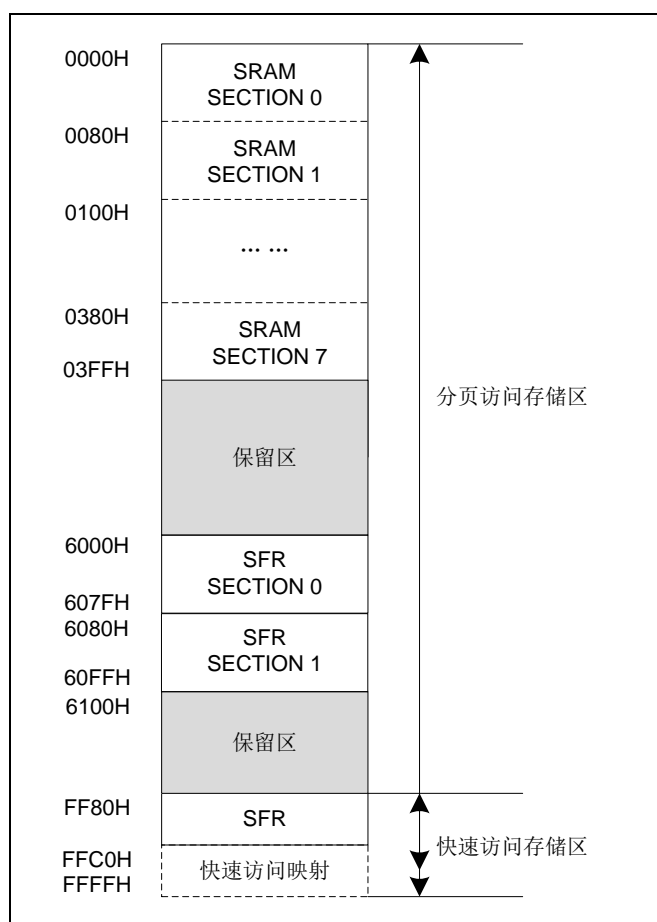 0000H
SRAM
SECTION 0
0080H
SRAM
SECTION 1
0100H
... ...
0380H
SRAM
SECTION 7
03FFH
分页访问存储区
保留区
6000H
SFR
SECTION 0
607FH
6080H
SFR
SECTION 1
60FFH
6100H
保留区
FF80H
SFR
快速访问存储区
FFC0H
快速访问映射
FFFFH